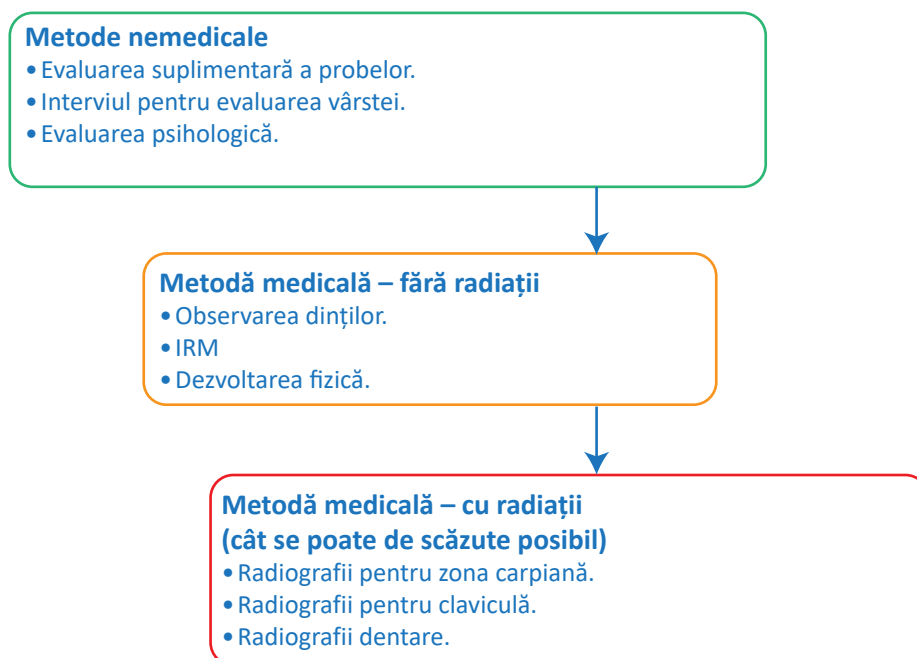 Metode nemedicale
• Evaluarea suplimentară a probelor.
• Interviul pentru evaluarea vârstei.
• Evaluarea psihologică.
Metodă medicală – fără radiații
• Observarea dinților.
• IRM
• Dezvoltarea fizică.
Metodă medicală – cu radiații
(cât se poate de scăzute posibil)
• Radiografii pentru zona carpiană.
• Radiografii pentru claviculă.
• Radiografii dentare.